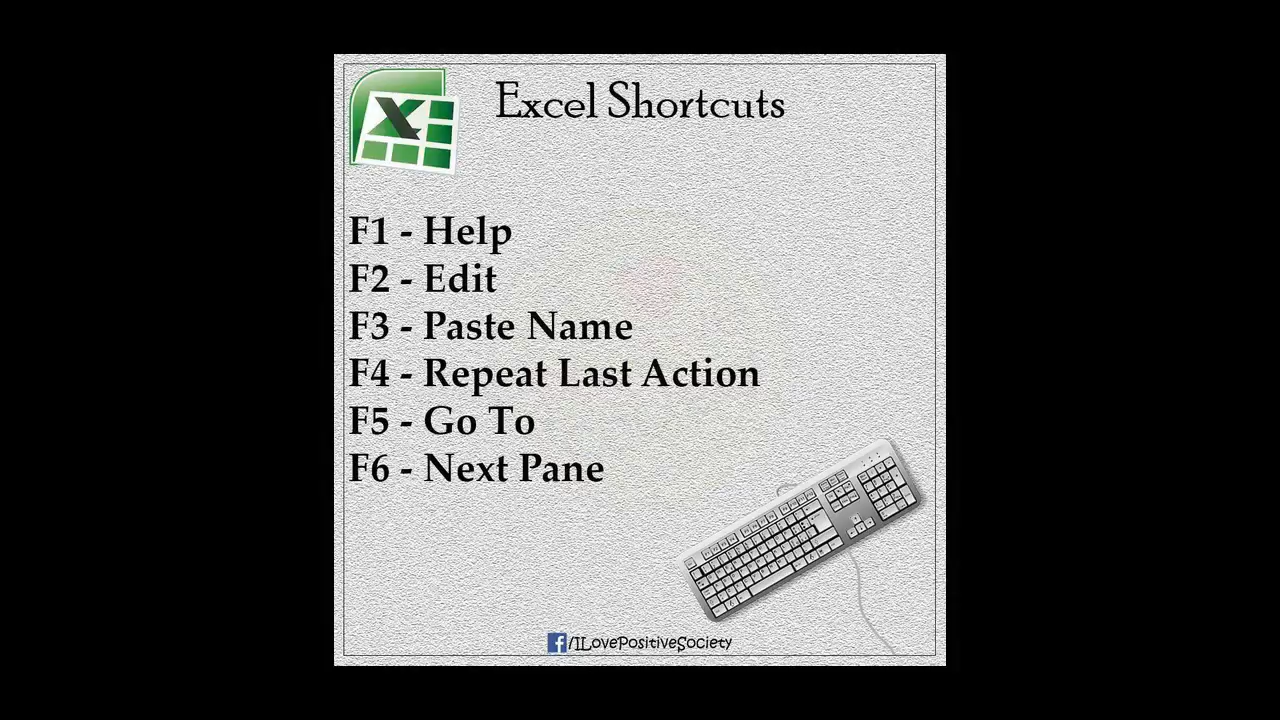 Excel Shortcuts
F1 - Help
F2 - Edit
F3 - Paste Name
F4 - Repeat Last Action
F5 - Go To
F6 - Next Pane
/ILovePositiveSociety